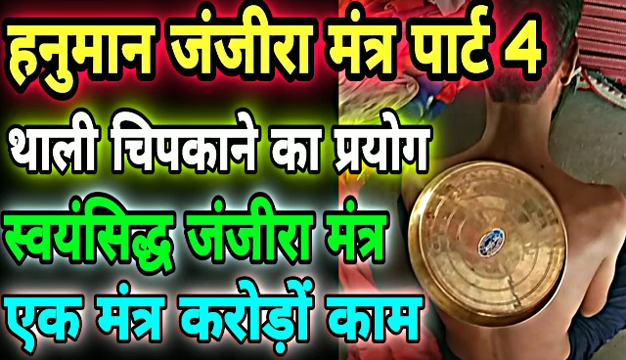 हनुमान जंजीरा मंत्र पार्ट 4
थाली चिपकाने का प्रयोग
स्वयंसिद्ध जंजीरा मंत्र
एक मंत्र करोड़ों काम